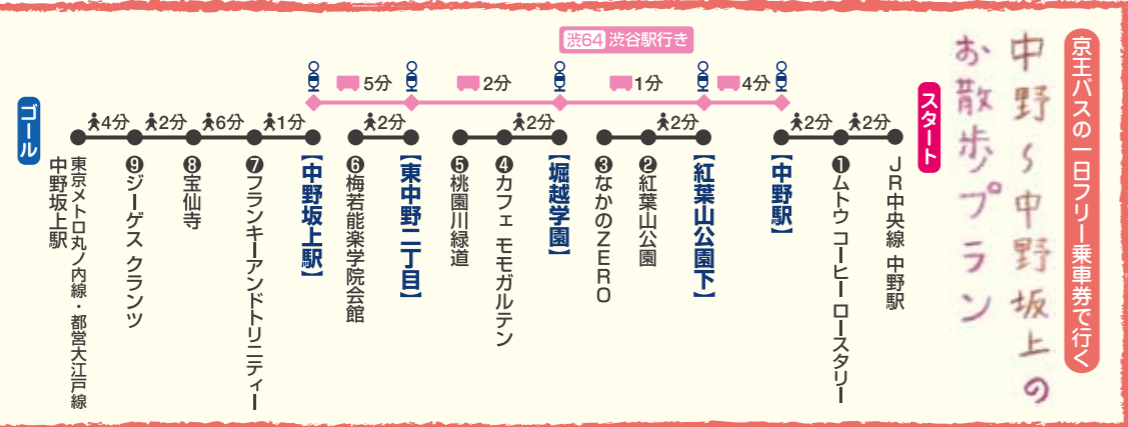 京王バスの一日フリー乗車券で行く
中野～中野坂上の
お散歩プラン
スタート
渋64 渋谷駅行き
JR中央線 中野駅
2分
❶ムトウ コーヒー ロースタリー
2分
【中野駅】
4分
【紅葉山公園下】
2分
❷紅葉山公園
❸なかのZERO
1分
【堀越学園】
2分
❹カフェ モモガルテン
❺桃園川緑道
2分
【東中野二丁目】
2分
❻梅若能楽学院会館
5分
【中野坂上駅】
1分
❼フランキーアンドトリニティー
6分
❽宝仙寺
2分
❾ジーゲス クランツ
4分
東京メトロ丸ノ内線・都営大江戸線
中野坂上駅
ゴール